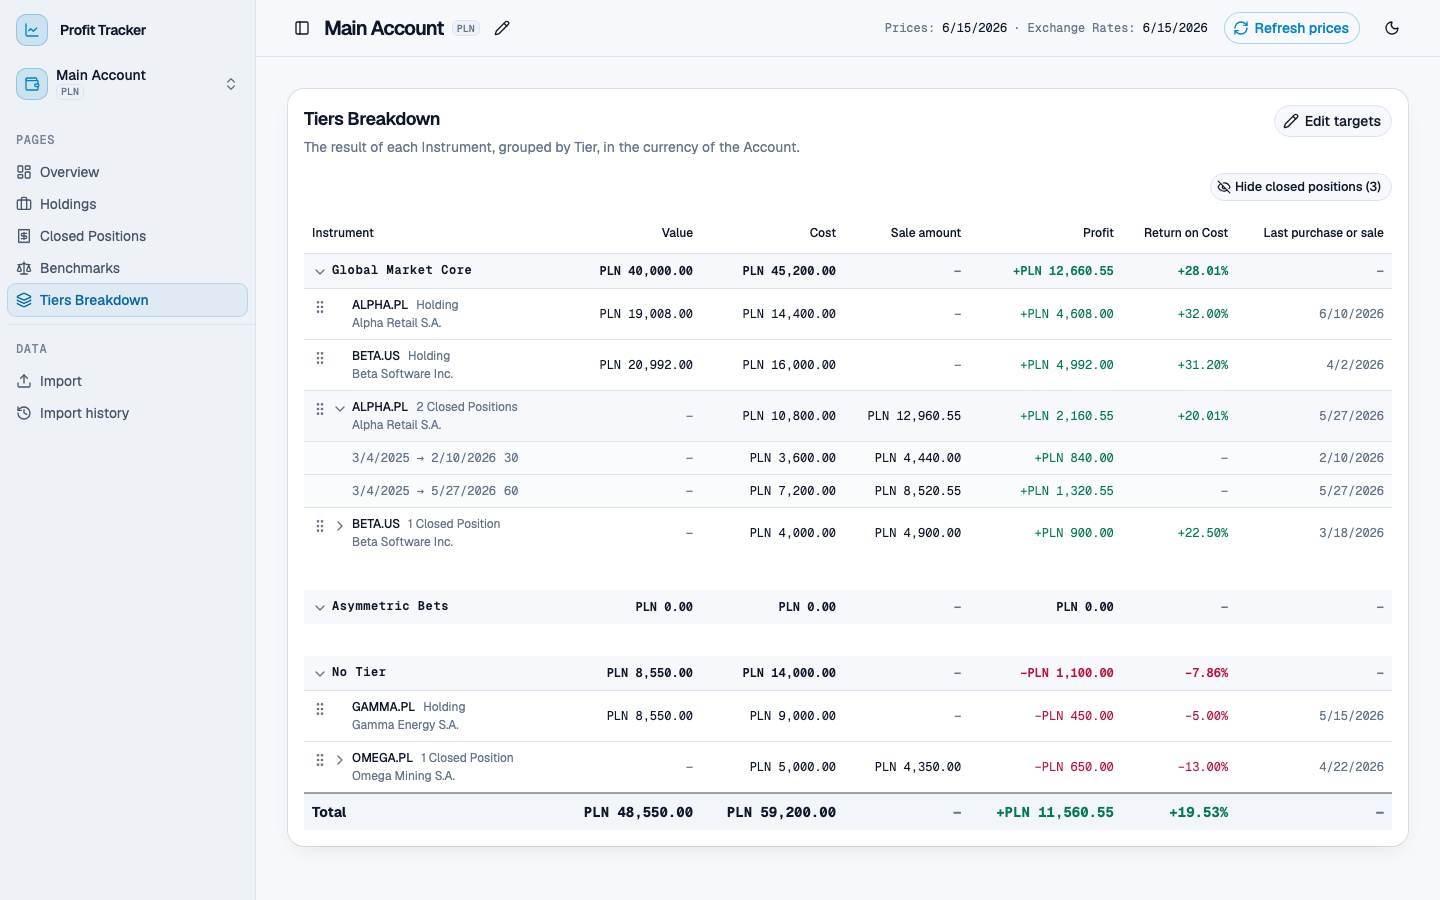 Profit Tracker
Main Account
PLN
PAGES
Overview
Holdings
Closed Positions
Benchmarks
Tiers Breakdown
DATA
Import
Import history
Main Account PLN
Prices: 6/15/2026 · Exchange Rates: 6/15/2026
Refresh prices
Tiers Breakdown
Edit targets
The result of each Instrument, grouped by Tier, in the currency of the Account.
Hide closed positions (3)
Instrument Value Cost Sale amount Profit Return on Cost Last purchase or sale
Global Market Core PLN 40,000.00 PLN 45,200.00 – +PLN 12,660.55 +28.01% –
ALPHA.PL Holding
Alpha Retail S.A.
PLN 19,008.00 PLN 14,400.00 – +PLN 4,608.00 +32.00% 6/10/2026
BETA.US Holding
Beta Software Inc.
PLN 20,992.00 PLN 16,000.00 – +PLN 4,992.00 +31.20% 4/2/2026
ALPHA.PL 2 Closed Positions
Alpha Retail S.A.
– PLN 10,800.00 PLN 12,960.55 +PLN 2,160.55 +20.01% 5/27/2026
3/4/2025 → 2/10/2026 30 – PLN 3,600.00 PLN 4,440.00 +PLN 840.00 – 2/10/2026
3/4/2025 → 5/27/2026 60 – PLN 7,200.00 PLN 8,520.55 +PLN 1,320.55 – 5/27/2026
BETA.US 1 Closed Position
Beta Software Inc.
– PLN 4,000.00 PLN 4,900.00 +PLN 900.00 +22.50% 3/18/2026
Asymmetric Bets PLN 0.00 PLN 0.00 – PLN 0.00 – –
No Tier PLN 8,550.00 PLN 14,000.00 – −PLN 1,100.00 −7.86% –
GAMMA.PL Holding
Gamma Energy S.A.
PLN 8,550.00 PLN 9,000.00 – −PLN 450.00 −5.00% 5/15/2026
OMEGA.PL 1 Closed Position
Omega Mining S.A.
– PLN 5,000.00 PLN 4,350.00 −PLN 650.00 −13.00% 4/22/2026
Total PLN 48,550.00 PLN 59,200.00 – +PLN 11,560.55 +19.53% –